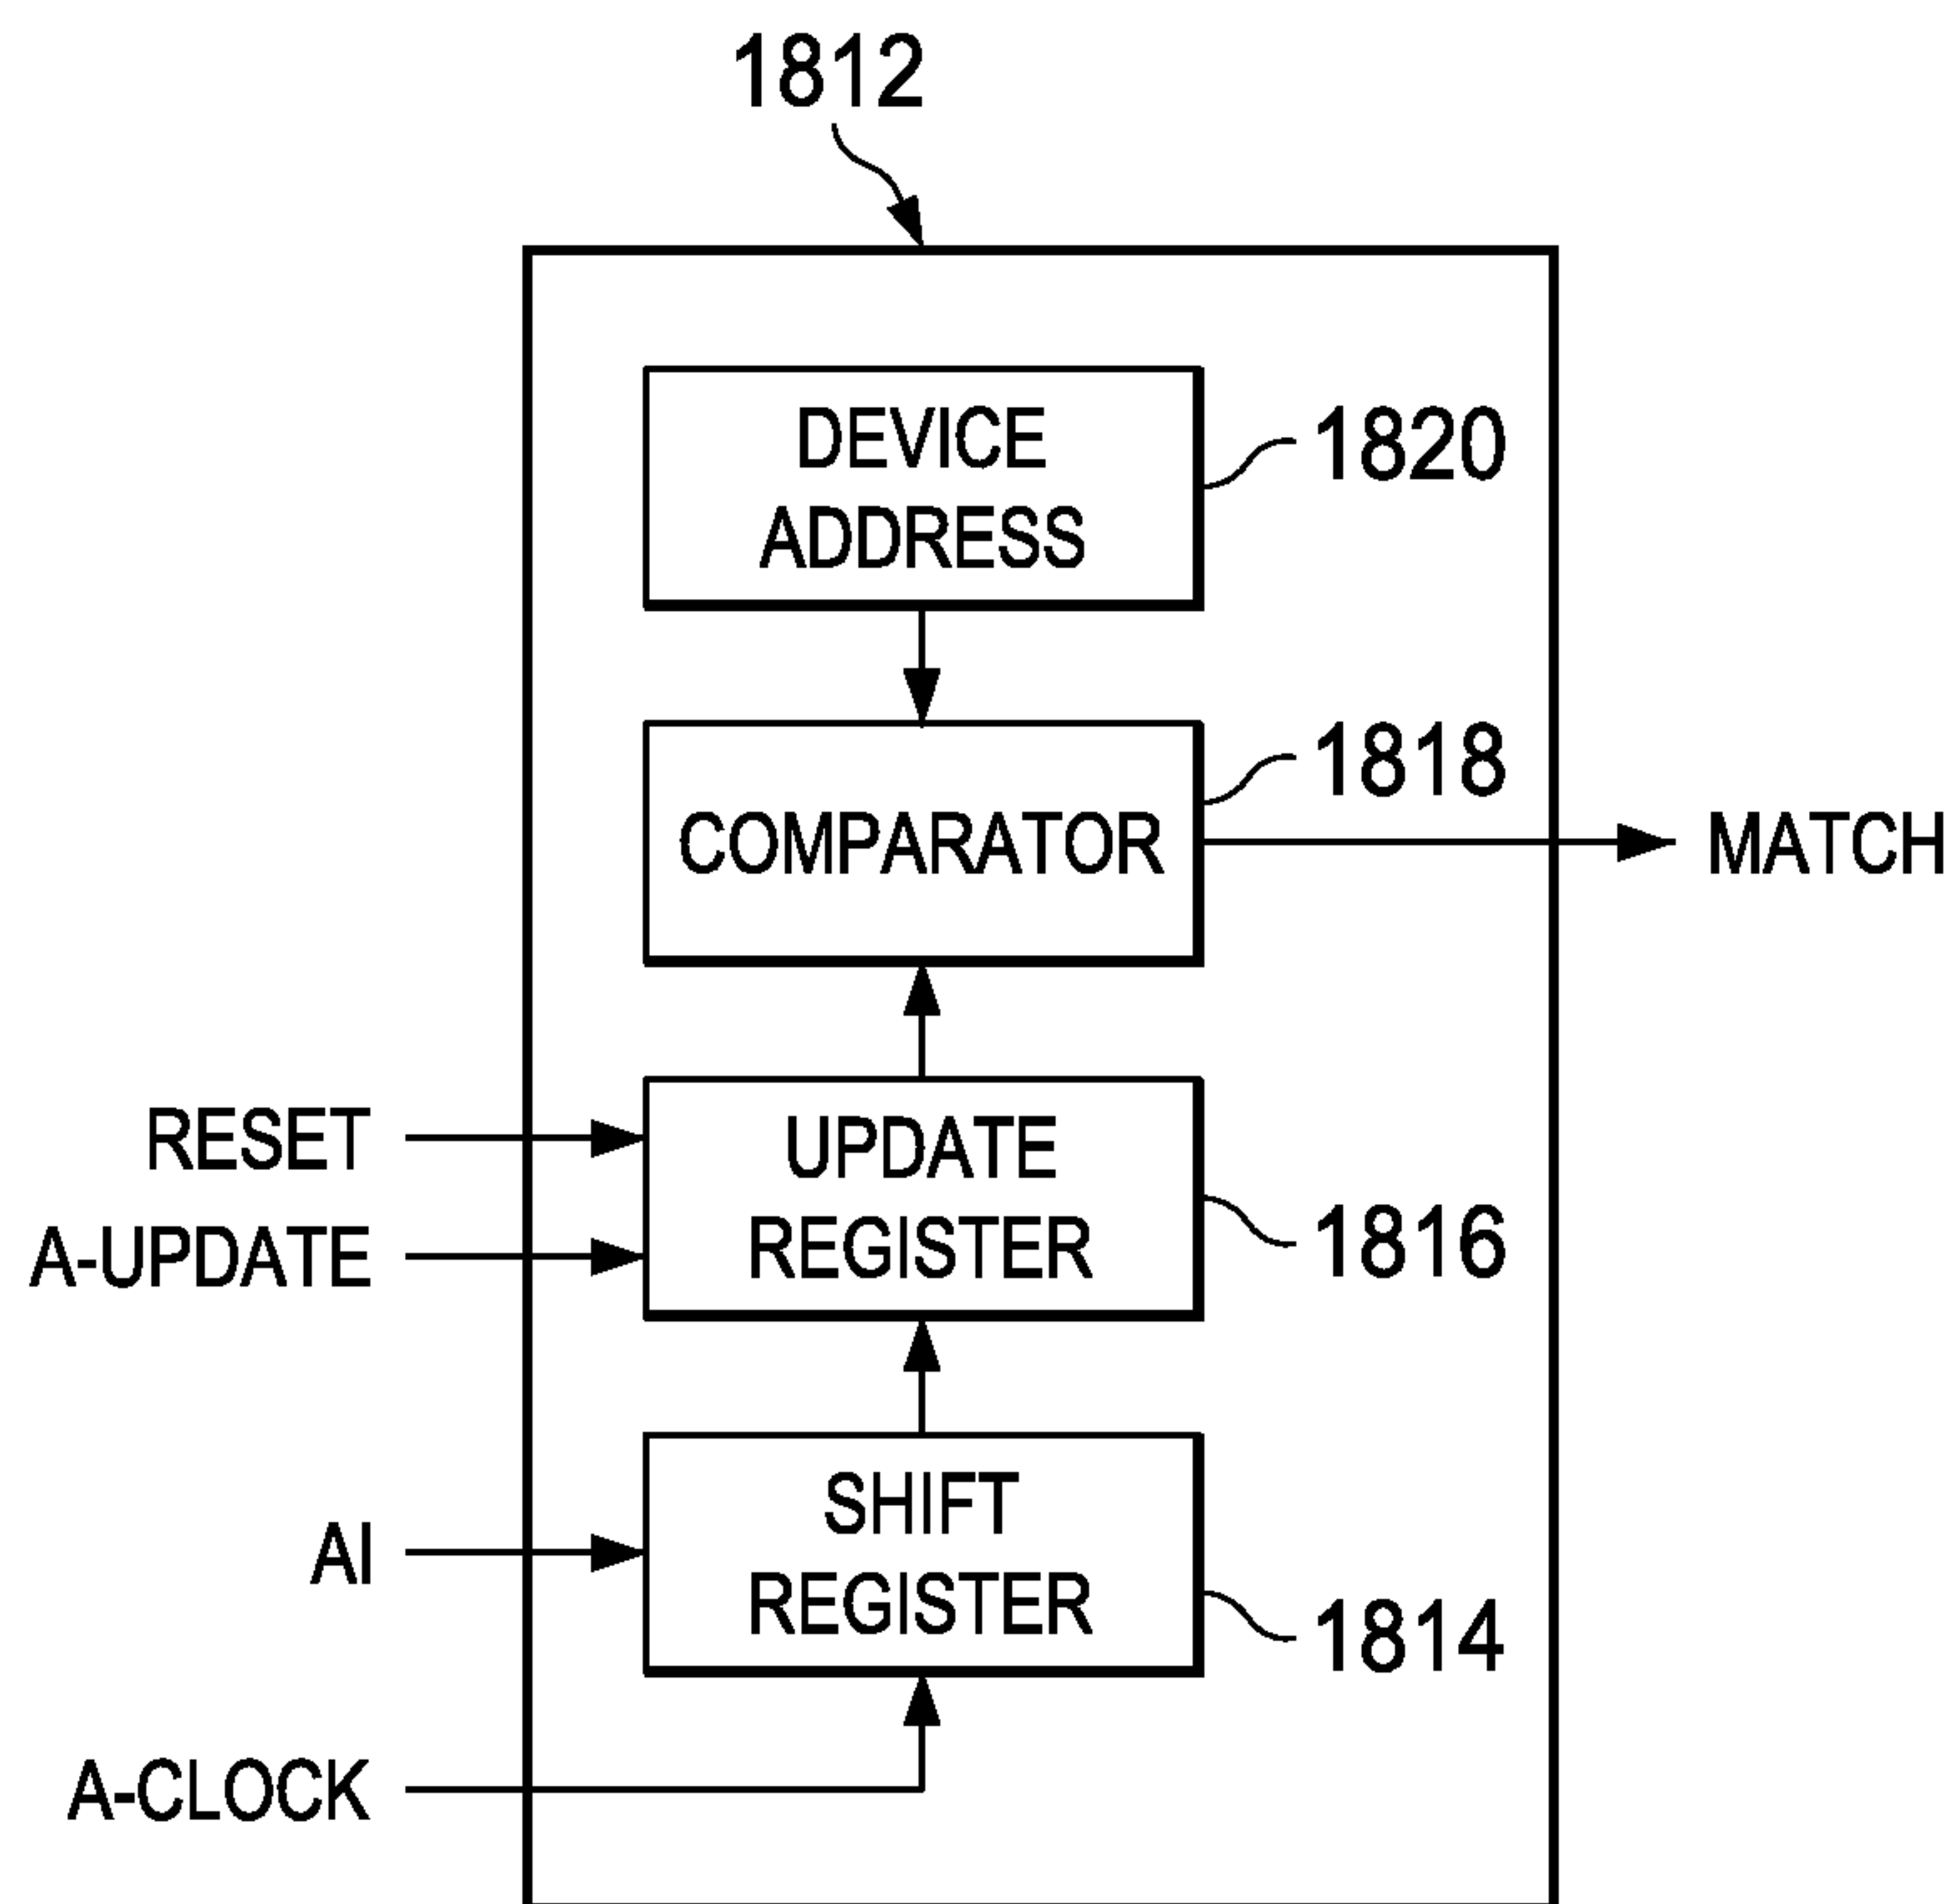 1812
DEVICE
ADDRESS
1820
COMPARATOR
1818
MATCH
RESET
A-UPDATE
UPDATE
REGISTER
1816
AI
SHIFT
REGISTER
1814
A-CLOCK